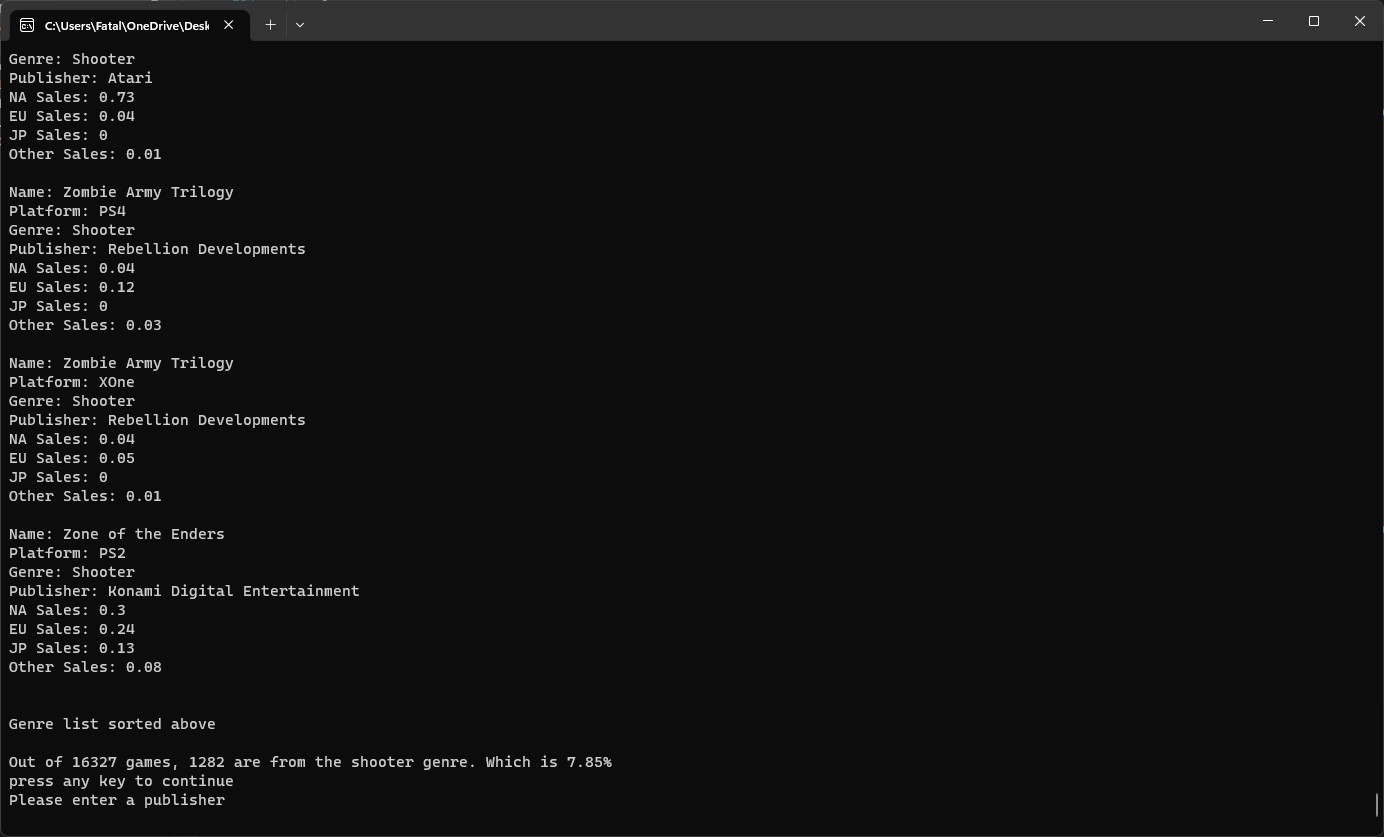 C:\Users\Fatal\OneDrive\Desk
Genre: Shooter
Publisher: Atari
NA Sales: 0.73
EU Sales: 0.04
JP Sales: 0
Other Sales: 0.01
Name: Zombie Army Trilogy
Platform: PS4
Genre: Shooter
Publisher: Rebellion Developments
NA Sales: 0.04
EU Sales: 0.12
JP Sales: 0
Other Sales: 0.03
Name: Zombie Army Trilogy
Platform: XOne
Genre: Shooter
Publisher: Rebellion Developments
NA Sales: 0.04
EU Sales: 0.05
JP Sales: 0
Other Sales: 0.01
Name: Zone of the Enders
Platform: PS2
Genre: Shooter
Publisher: Konami Digital Entertainment
NA Sales: 0.3
EU Sales: 0.24
JP Sales: 0.13
Other Sales: 0.08
Genre list sorted above
Out of 16327 games, 1282 are from the shooter genre. Which is 7.85%
press any key to continue
Please enter a publisher